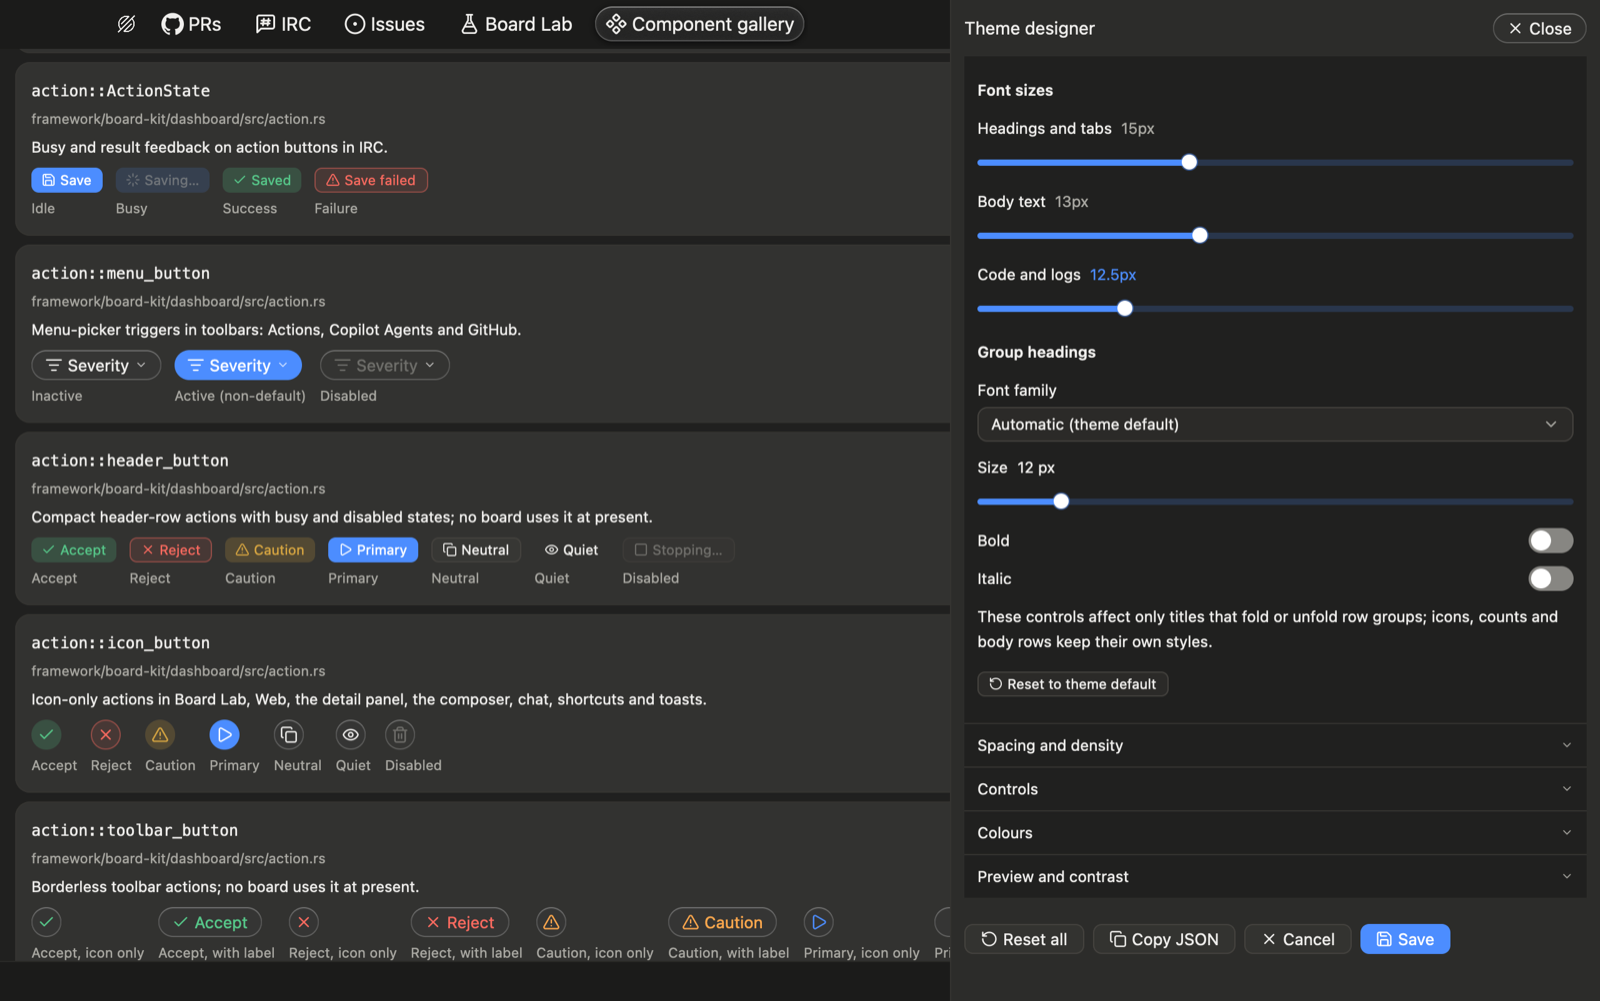 PRs
IRC
Issues
Board Lab
Component gallery
action::ActionState
framework/board-kit/dashboard/src/action.rs
Busy and result feedback on action buttons in IRC.
Save
Saving...
Saved
Save failed
Idle
Busy
Success
Failure
action::menu_button
framework/board-kit/dashboard/src/action.rs
Menu-picker triggers in toolbars: Actions, Copilot Agents and GitHub.
Severity
Severity
Severity
Inactive
Active (non-default)
Disabled
action::header_button
framework/board-kit/dashboard/src/action.rs
Compact header-row actions with busy and disabled states; no board uses it at present.
Accept
Reject
Caution
Primary
Neutral
Quiet
Stopping...
Accept
Reject
Caution
Primary
Neutral
Quiet
Disabled
action::icon_button
framework/board-kit/dashboard/src/action.rs
Icon-only actions in Board Lab, Web, the detail panel, the composer, chat, shortcuts and toasts.
Accept
Reject
Caution
Primary
Neutral
Quiet
Disabled
action::toolbar_button
framework/board-kit/dashboard/src/action.rs
Borderless toolbar actions; no board uses it at present.
Accept
Reject
Caution
Accept, icon only
Accept, with label
Reject, icon only
Reject, with label
Caution, icon only
Caution, with label
Primary, icon only
Pri
Theme designer
Close
Font sizes
Headings and tabs 15px
Body text 13px
Code and logs 12.5px
Group headings
Font family
Automatic (theme default)
Size 12 px
Bold
Italic
These controls affect only titles that fold or unfold row groups; icons, counts and
body rows keep their own styles.
Reset to theme default
Spacing and density
Controls
Colours
Preview and contrast
Reset all
Copy JSON
Cancel
Save